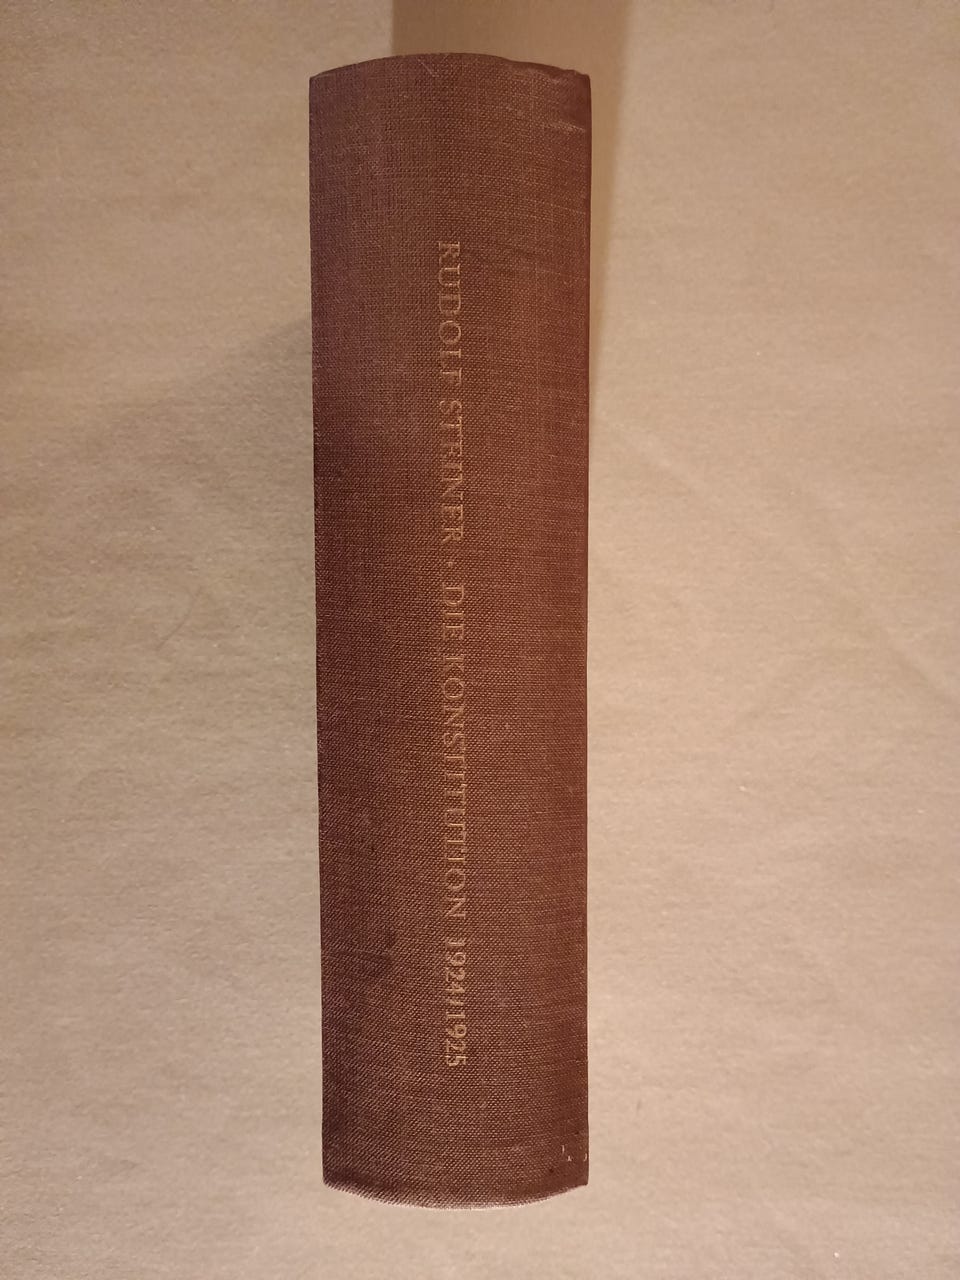 RUDOLF STEINER · DIE KONSTITUTION 1924/1925